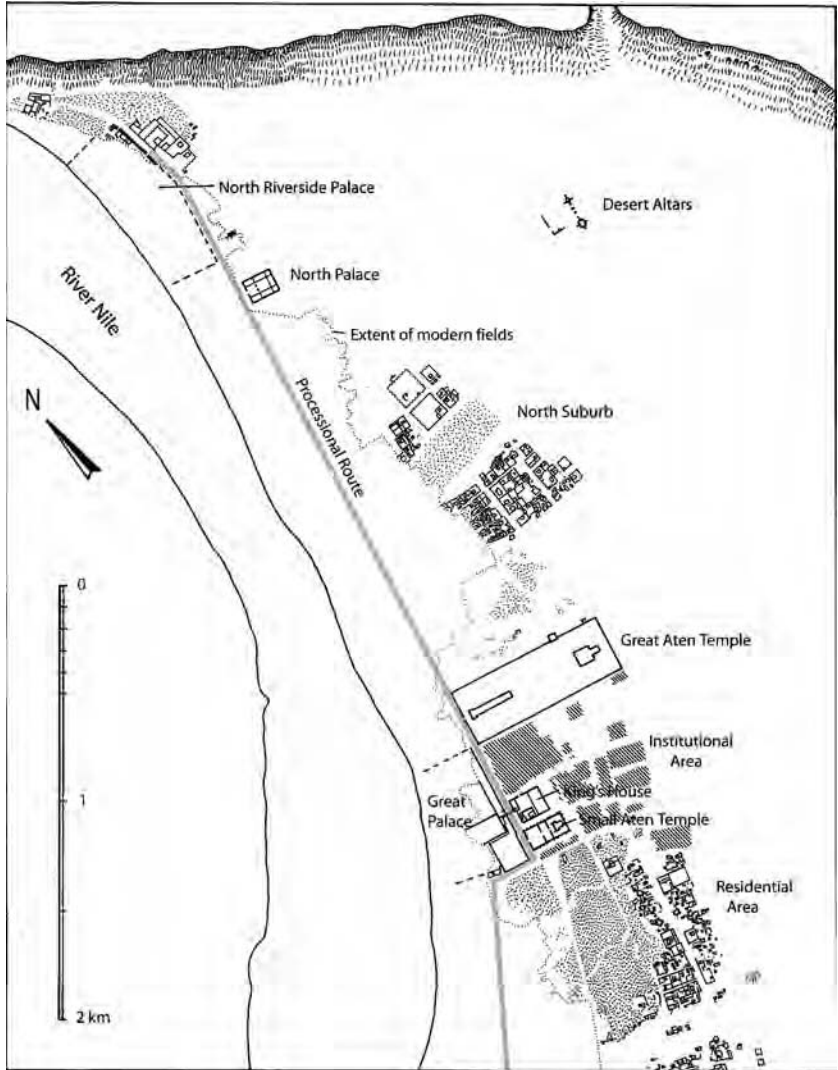 North Riverside Palace
Desert Altars
North Palace
River Nile
Extent of modern fields
N
Processional Route
North Suburb
0
Great Aten Temple
Institutional
Area
King's House
1
Great
Palace
Small Aten Temple
Residential
Area
2 km